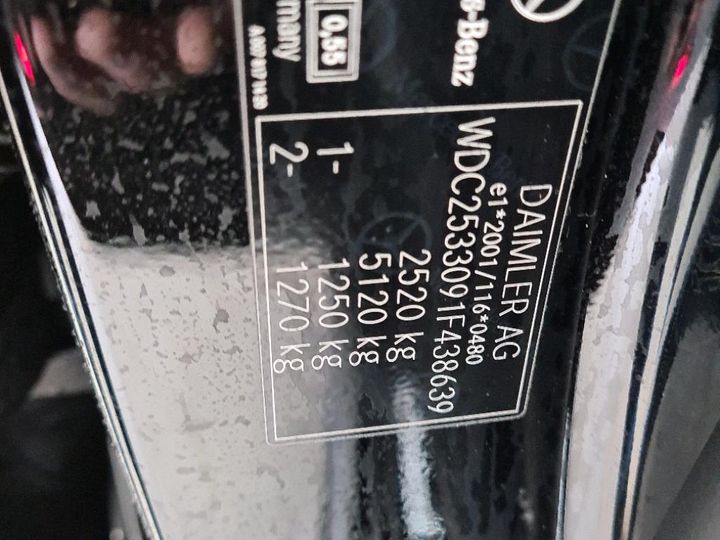 s-Benz
0,55
many
DAIMLER AG
e1*2001/116*0480
WDC2533091F438639
2520 kg
5120 kg
1- 1250 kg
2- 1270 kg